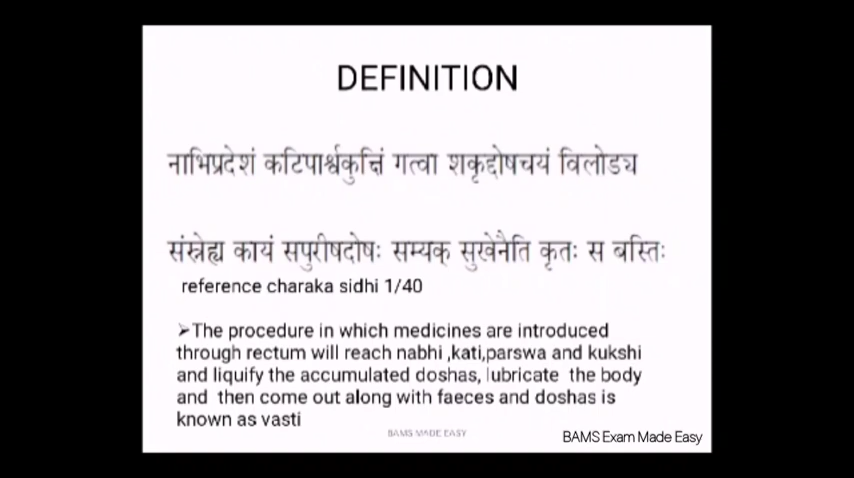 DEFINITION
नाभिप्रदेशं कटिपार्श्वकुक्षिं गत्वा शकृद्दोषचयं विलोड्य
संस्नेह्य कायं सपुरीषदोषः सम्यक् सुखेनैति कृतः स बस्तिः
reference charaka sidhi 1/40
➢The procedure in which medicines are introduced
through rectum will reach nabhi ,kati,parswa and kukshi
and liquify the accumulated doshas, lubricate the body
and then come out along with faeces and doshas is
known as vasti
BAMS MADE EASY
BAMS Exam Made Easy